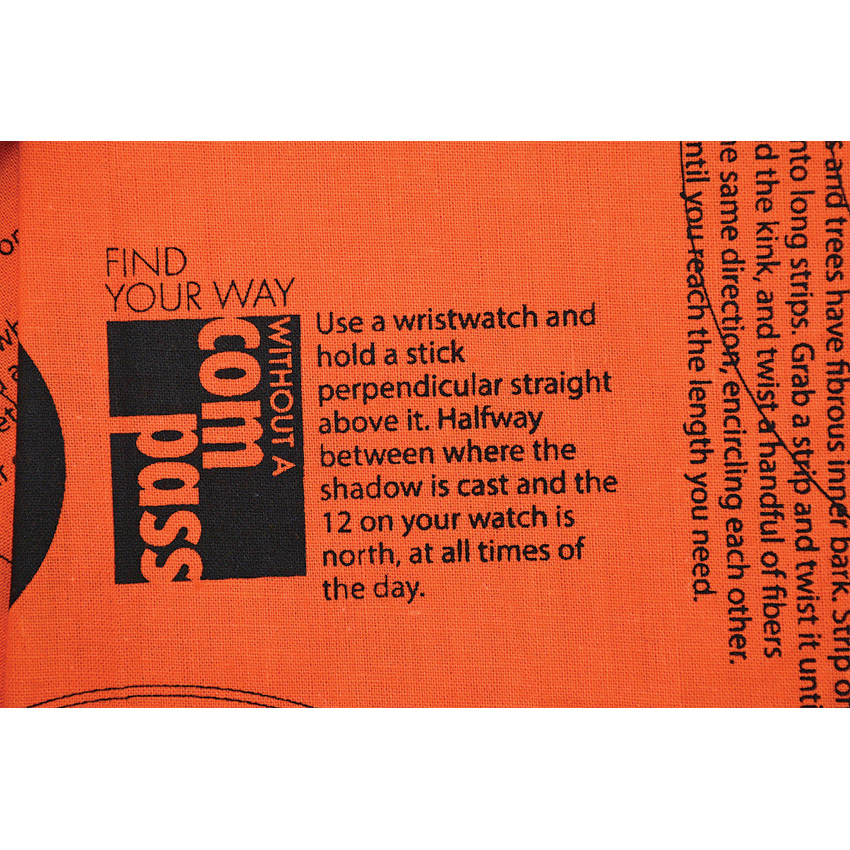 FIND
YOUR WAY
WITHOUT A
com
pass
Use a wristwatch and
hold a stick
perpendicular straight
above it. Halfway
between where the
shadow is cast and the
12 on your watch is
north, at all times of
the day.
and trees have fibrous inner bark. Strip
long strips. Grab a strip and twist it
the kink, and twist a handful of fibers
same direction, encircling each other.
you reach the length you need.